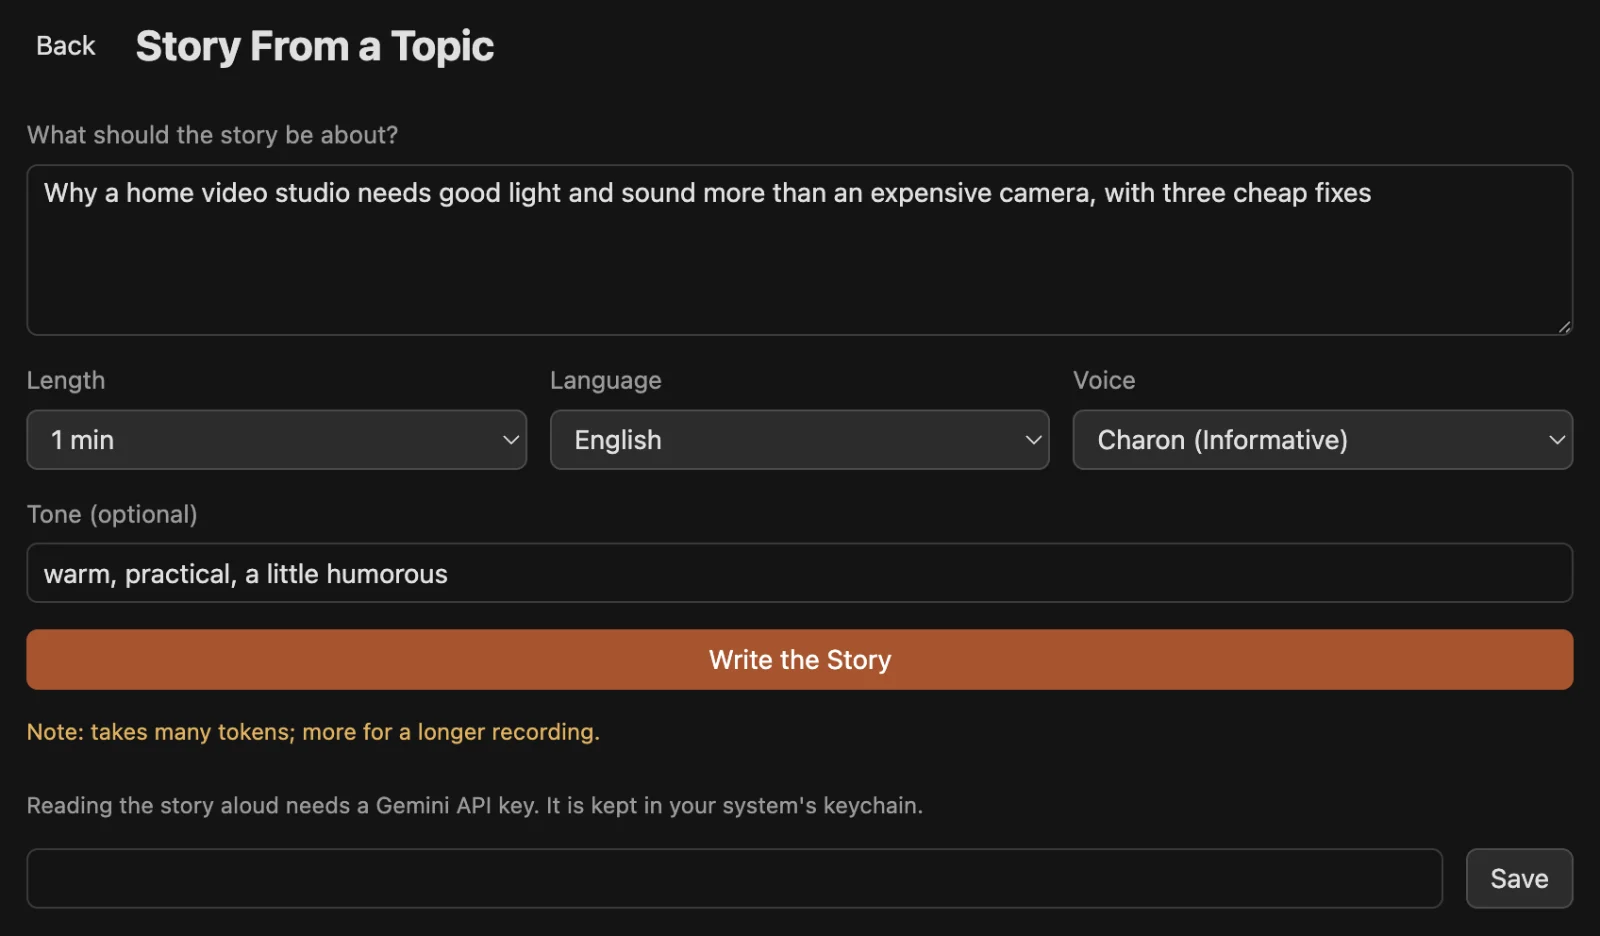 Back
Story From a Topic
What should the story be about?
Why a home video studio needs good light and sound more than an expensive camera, with three cheap fixes
Length
Language
Voice
1 min
English
Charon (Informative)
Tone (optional)
warm, practical, a little humorous
Write the Story
Note: takes many tokens; more for a longer recording.
Reading the story aloud needs a Gemini API key. It is kept in your system's keychain.
Save